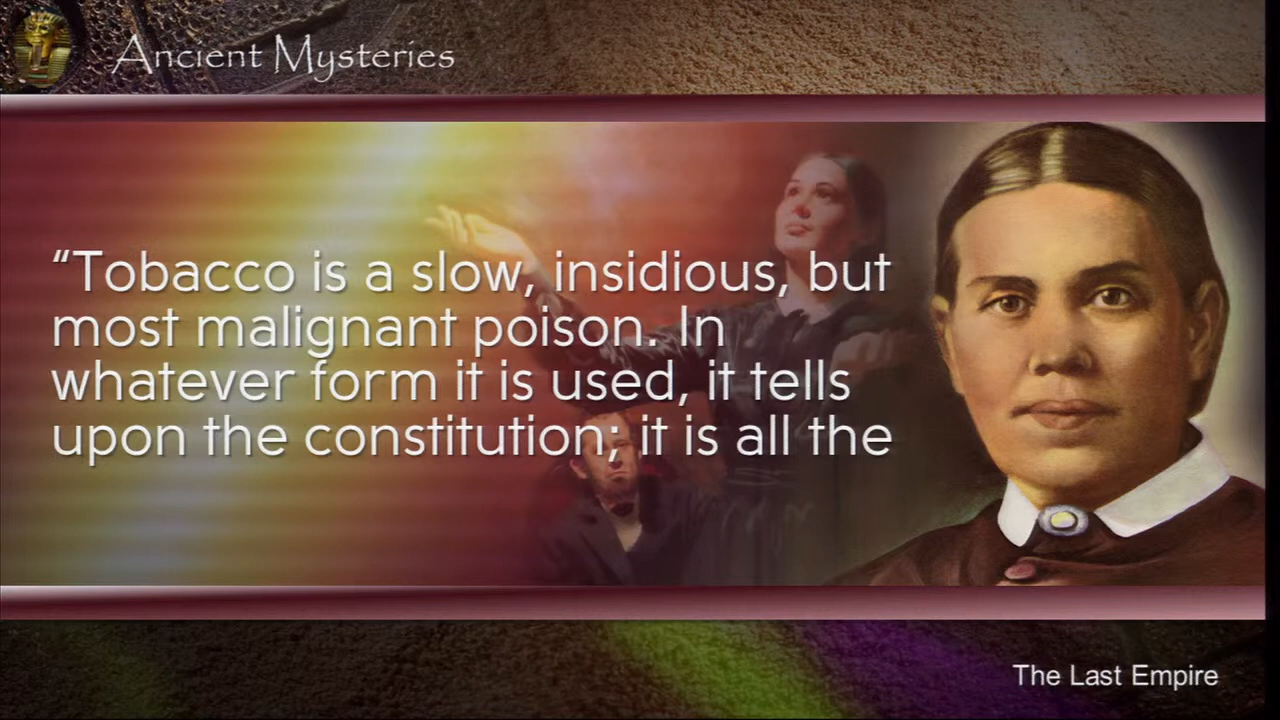 Ancient Mysteries
“Tobacco is a slow, insidious, but
most malignant poison. In
whatever form it is used, it tells
upon the constitution; it is all the
The Last Empire